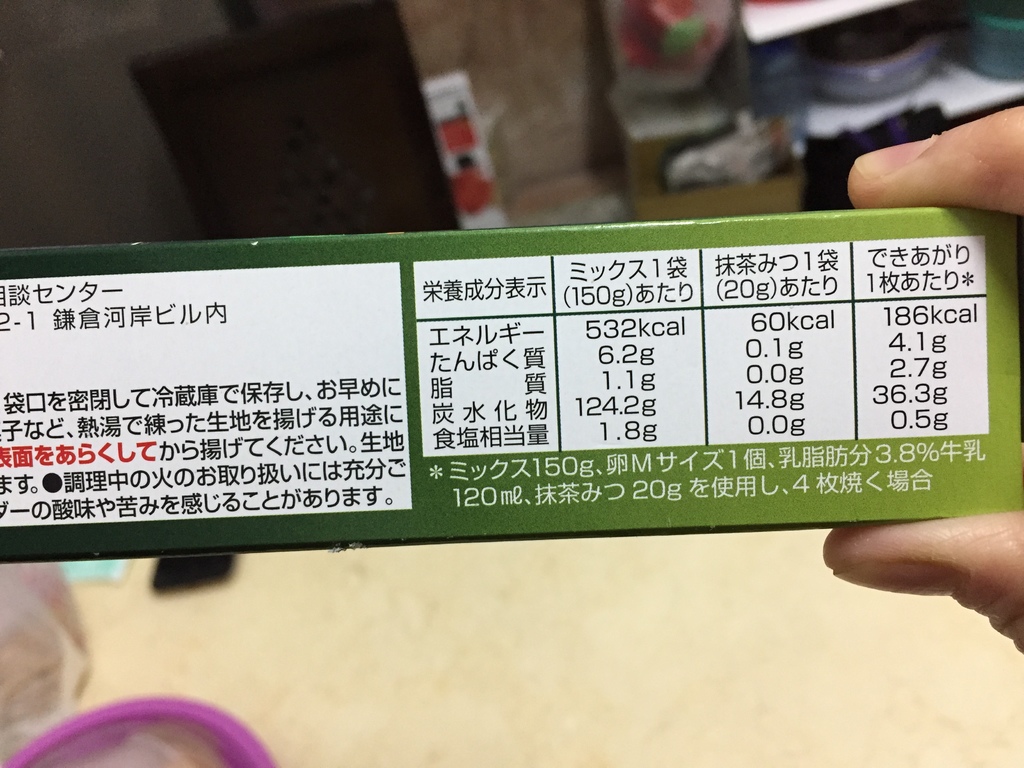 相談センター
2-1 鎌倉河岸ビル内
袋口を密閉して冷蔵庫で保存し、お早めに
子など、熱湯で練った生地を揚げる用途に
表面をあらくしてから揚げてください。生地
ます。●調理中の火のお取り扱いには充分ご
ダーの酸味や苦みを感じることがあります。
栄養成分表示 ミックス1袋(150g)あたり 抹茶みつ1袋(20g)あたり できあがり1枚あたり*
エネルギー 532kcal 60kcal 186kcal
たんぱく質 6.2g 0.1g 4.1g
脂質 1.1g 0.0g 2.7g
炭水化物 124.2g 14.8g 36.3g
食塩相当量 1.8g 0.0g 0.5g
*ミックス150g、卵Mサイズ1個、乳脂肪分3.8%牛乳
120㎖、抹茶みつ20gを使用し、4枚焼く場合